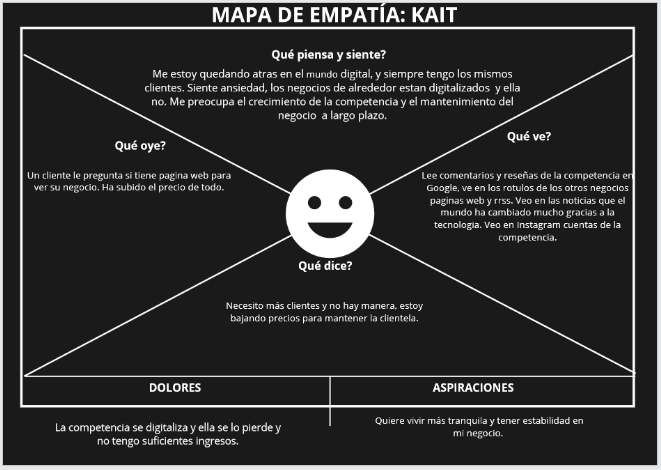 MAPA DE EMPATÍA: KAIT
Qué piensa y siente?
Me estoy quedando atras en el mundo digital, y siempre tengo los mismos
clientes. Siente ansiedad, los negocios de alrededor estan digitalizados y ella
no. Me preocupa el crecimiento de la competencia y el mantenimiento del
negocio a largo plazo.
Qué oye?
Un cliente le pregunta si tiene pagina web para
ver su negocio. Ha subido el precio de todo.
Qué ve?
Lee comentarios y reseñas de la competencia en
Google, ve en los rotulos de los otros negocios
paginas web y rrss. Veo en las noticias que el
mundo ha cambiado mucho gracias a la
tecnologia. Veo en Instagram cuentas de la
competencia.
Qué dice?
Necesito más clientes y no hay manera, estoy
bajando precios para mantener la clientela.
DOLORES
La competencia se digitaliza y ella se lo pierde y
no tengo suficientes ingresos.
ASPIRACIONES
Quiere vivir más tranquila y tener estabilidad en
mi negocio.